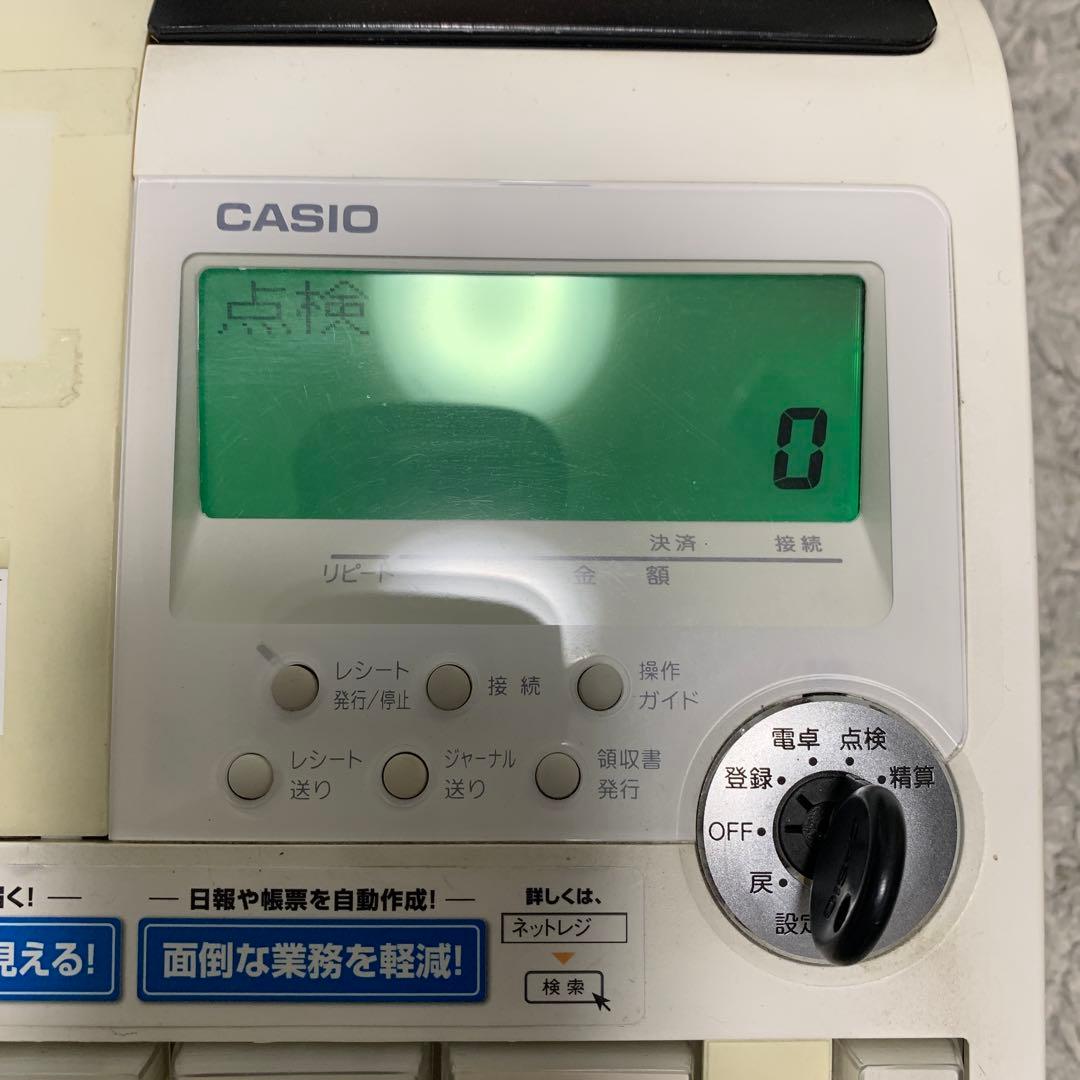 CASIO
点検
0
決済 接続
リピート 金 額
レシート
発行/停止
接続
操作
ガイド
レシート
送り
ジャーナル
送り
領収書
発行
電卓 点検
登録 精算
OFF
戻
設定
く!
日報や帳票を自動作成!
詳しくは、
見える!
面倒な業務を軽減!
ネットレジ
検索